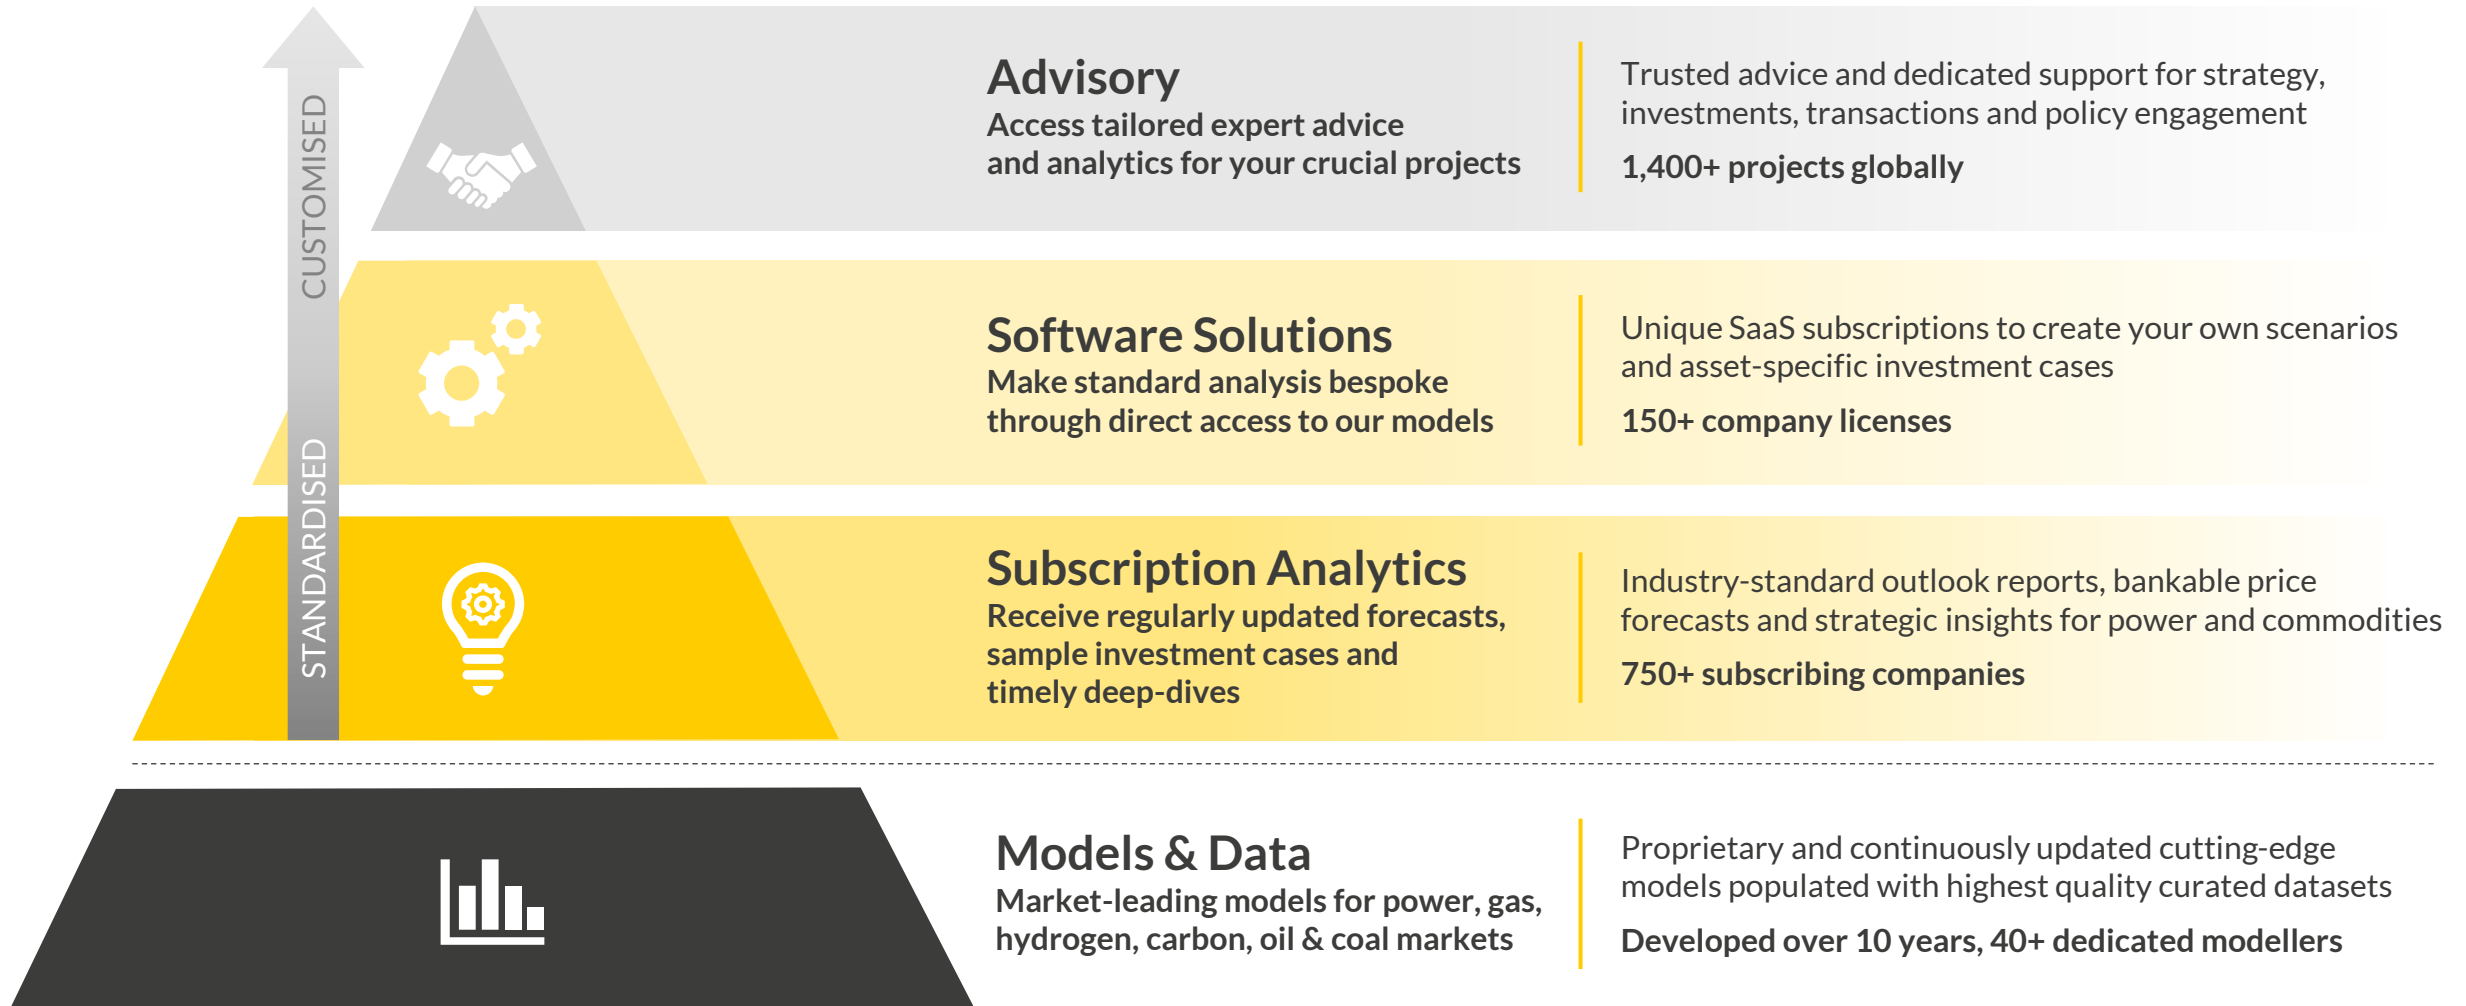 CUSTOMISED
STANDARDISED
Advisory
Access tailored expert advice
and analytics for your crucial projects
Trusted advice and dedicated support for strategy,
investments, transactions and policy engagement
1,400+ projects globally
Software Solutions
Make standard analysis bespoke
through direct access to our models
Unique SaaS subscriptions to create your own scenarios
and asset-specific investment cases
150+ company licenses
Subscription Analytics
Receive regularly updated forecasts,
sample investment cases and
timely deep-dives
Industry-standard outlook reports, bankable price
forecasts and strategic insights for power and commodities
750+ subscribing companies
Models & Data
Market-leading models for power, gas,
hydrogen, carbon, oil & coal markets
Proprietary and continuously updated cutting-edge
models populated with highest quality curated datasets
Developed over 10 years, 40+ dedicated modellers